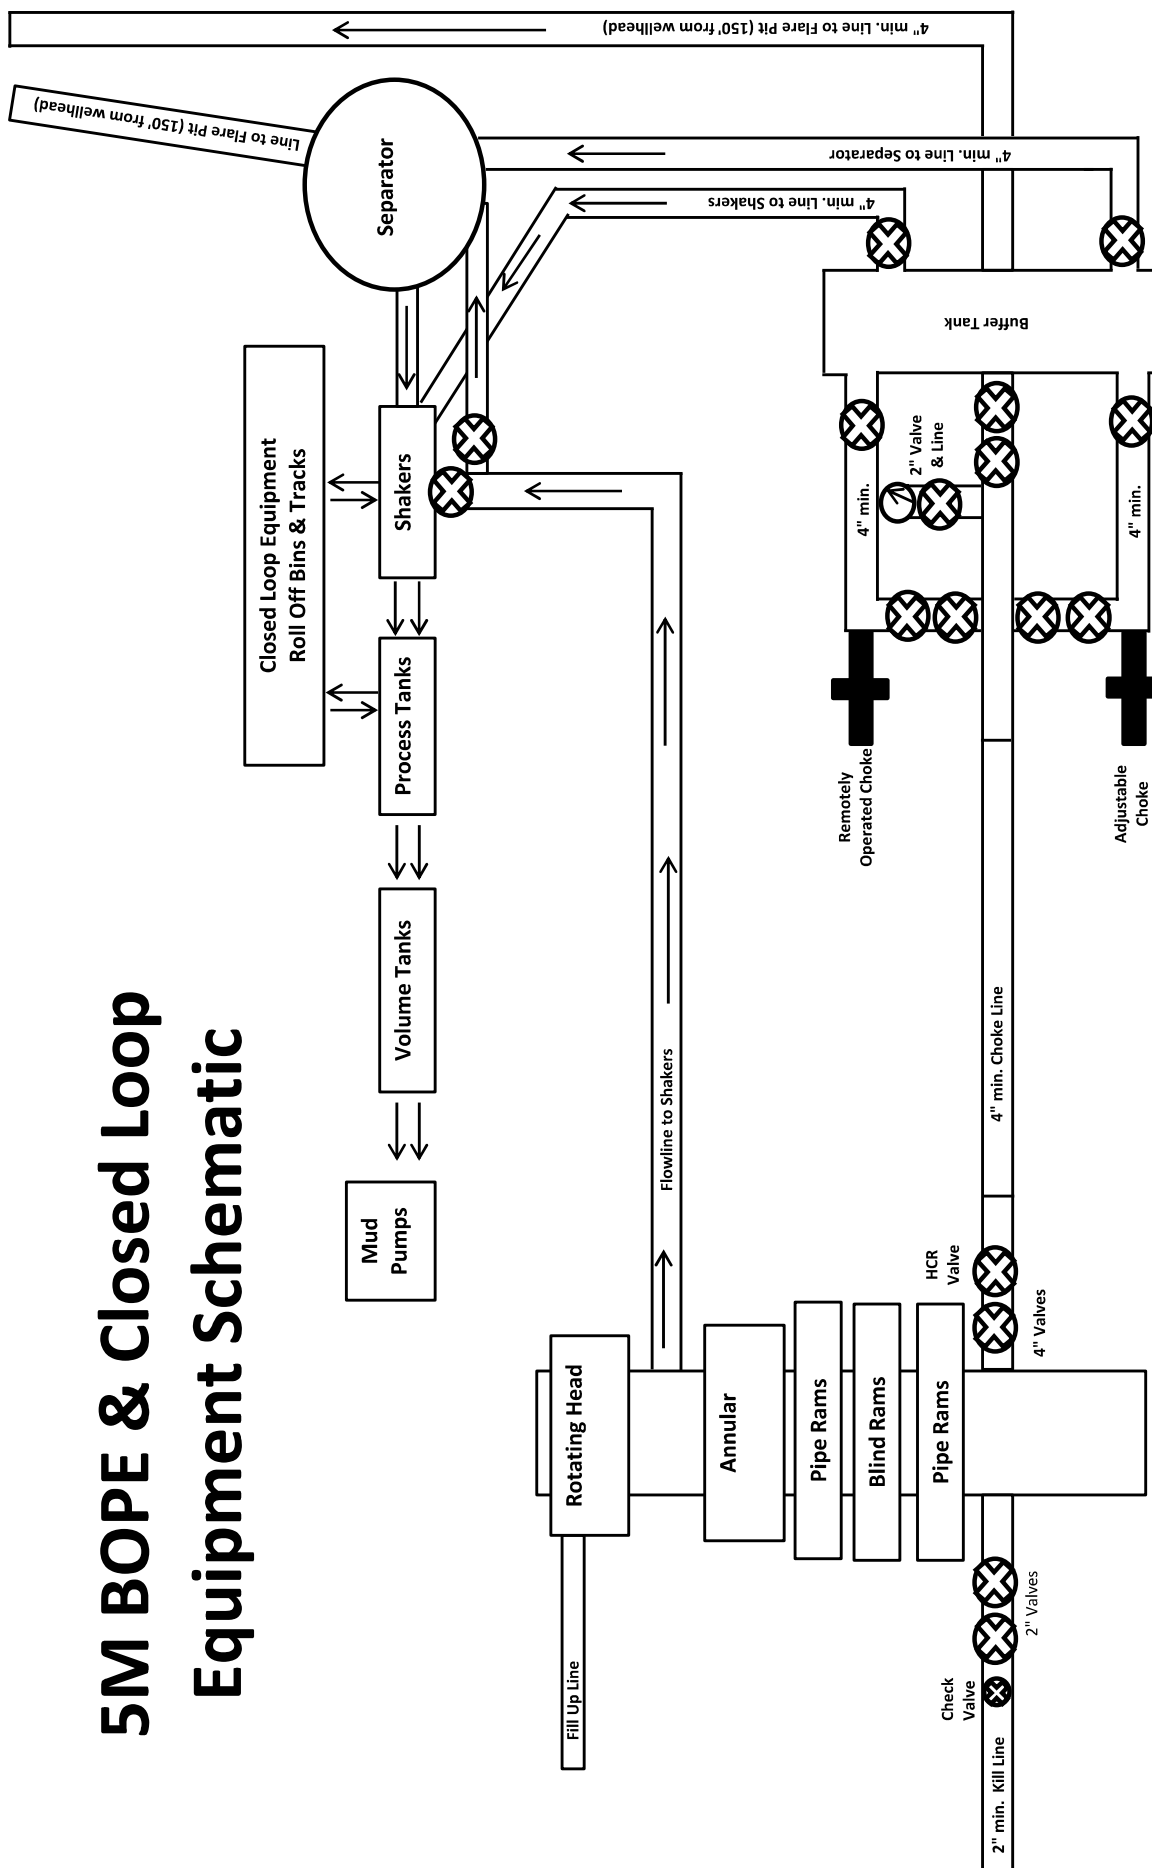 5M BOPE & Closed Loop
Equipment Schematic
Mud
Pumps
Volume Tanks
Process Tanks
Shakers
Closed Loop Equipment
Roll Off Bins & Tracks
Separator
Line to Flare Pit (150' from wellhead)
4" min. Line to Flare Pit (150' from wellhead)
4" min. Line to Separator
4" min. Line to Shakers
Fill Up Line
Rotating Head
Flowline to Shakers
Annular
Pipe Rams
Blind Rams
Pipe Rams
Remotely
Operated Choke
4" min.
2" Valve
& Line
Buffer Tank
Check
Valve
HCR
Valve
2" min. Kill Line
4" min. Choke Line
2" Valves
4" Valves
Adjustable
Choke
4" min.